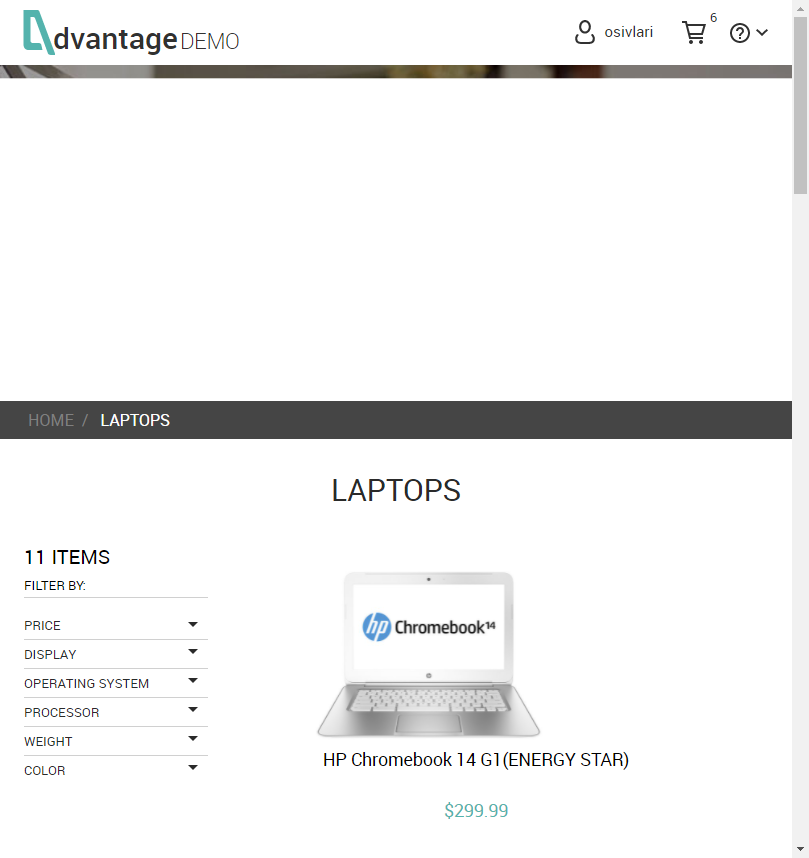 dvantage DEMO
osivlari
6
HOME / LAPTOPS
LAPTOPS
11 ITEMS
FILTER BY:
PRICE
DISPLAY
OPERATING SYSTEM
PROCESSOR
WEIGHT
COLOR
hp Chromebook 14
HP Chromebook 14 G1(ENERGY STAR)
$299.99